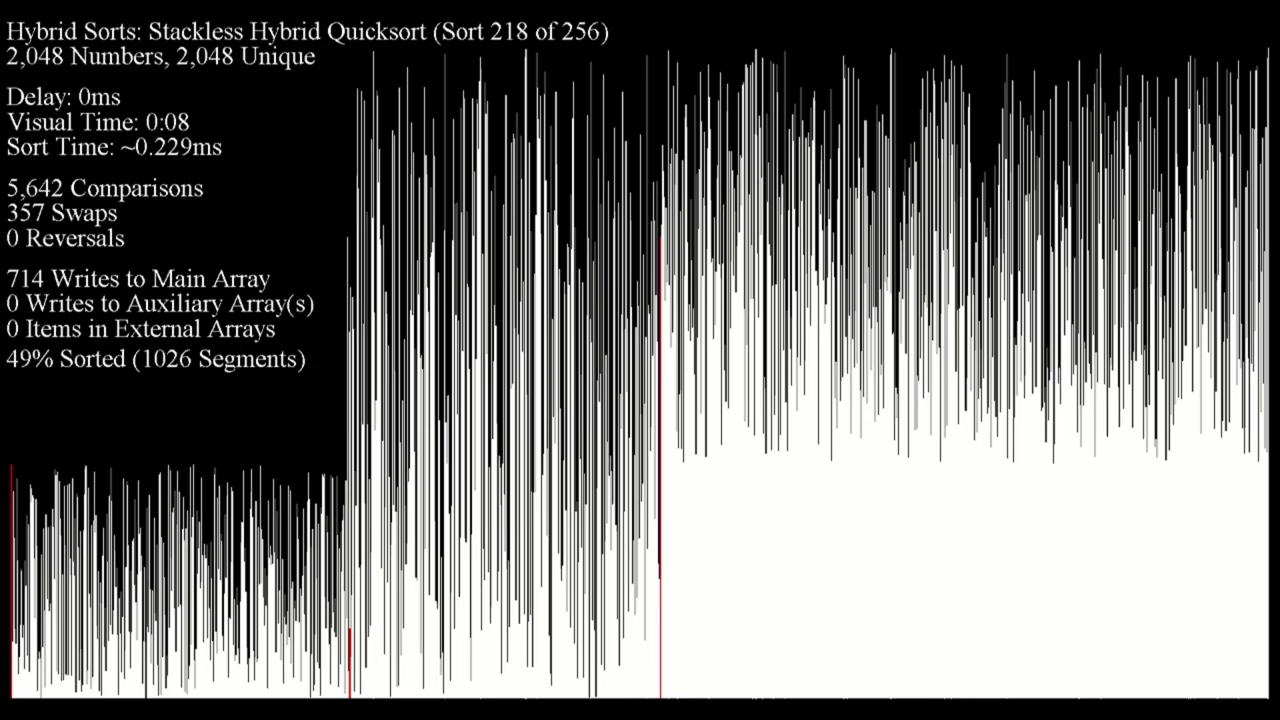 Hybrid Sorts: Stackless Hybrid Quicksort (Sort 218 of 256)
2,048 Numbers, 2,048 Unique
Delay: 0ms
Visual Time: 0:08
Sort Time: ~0.229ms
5,642 Comparisons
357 Swaps
0 Reversals
714 Writes to Main Array
0 Writes to Auxiliary Array(s)
0 Items in External Arrays
49% Sorted (1026 Segments)